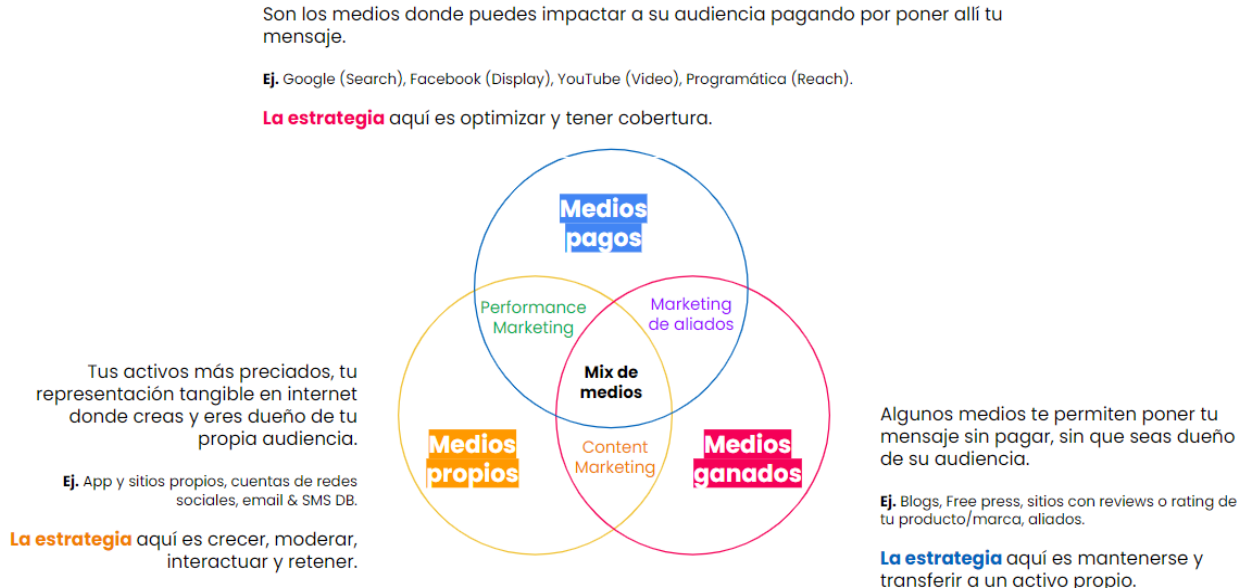 Son los medios donde puedes impactar a su audiencia pagando por poner allí tu
mensaje.
Ej. Google (Search), Facebook (Display), YouTube (Video), Programática (Reach).
La estrategia aquí es optimizar y tener cobertura.
Medios
pagos
Performance
Marketing
Marketing
de aliados
Mix de
medios
Tus activos más preciados, tu
representación tangible en internet
donde creas y eres dueño de tu
propia audiencia.
Ej. App y sitios propios, cuentas de redes
sociales, email & SMS DB.
La estrategia aquí es crecer, moderar,
interactuar y retener.
Medios
propios
Content
Marketing
Medios
ganados
Algunos medios te permiten poner tu
mensaje sin pagar, sin que seas dueño
de su audiencia.
Ej. Blogs, Free press, sitios con reviews o rating de
tu producto/marca, aliados.
La estrategia aquí es mantenerse y
transferir a un activo propio.